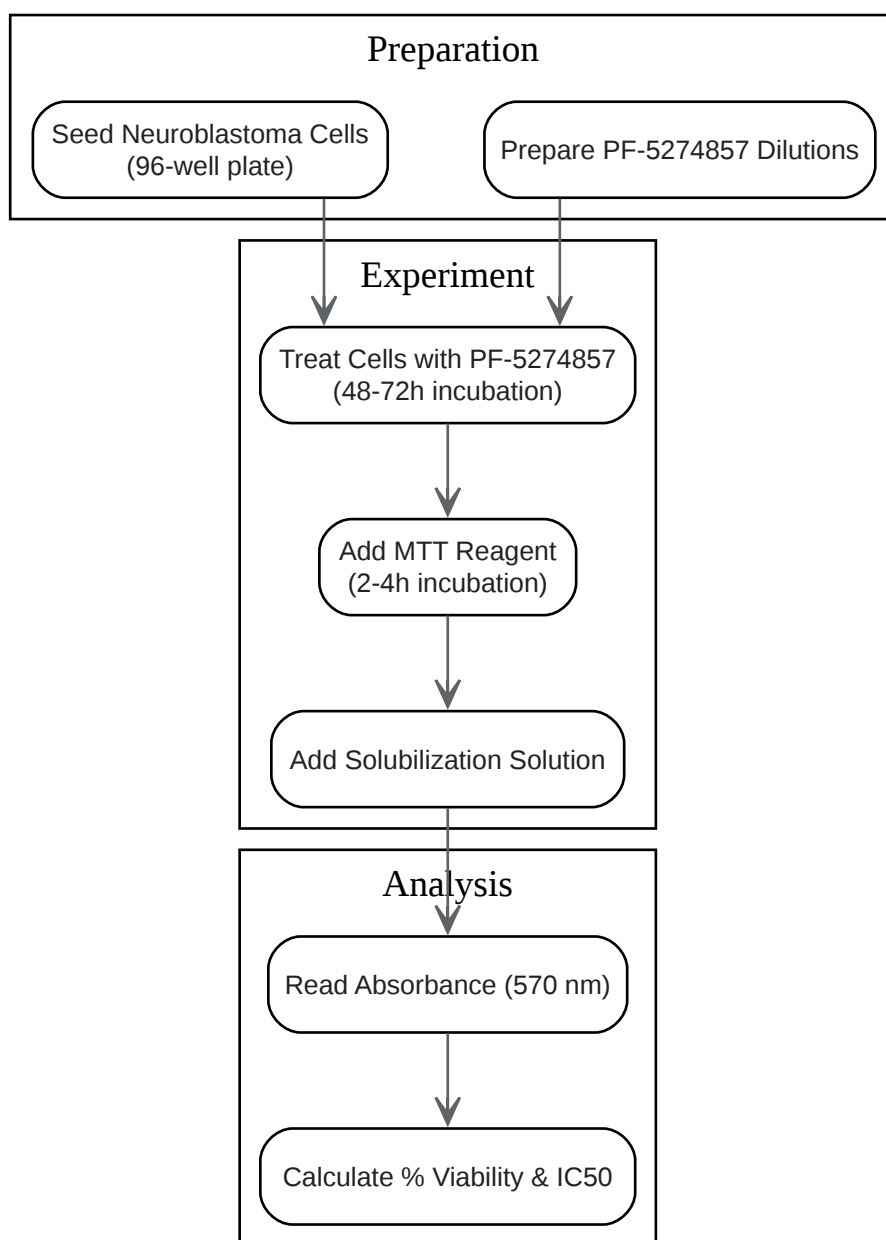 Preparation
Seed Neuroblastoma Cells
(96-well plate)
Prepare PF-5274857 Dilutions
Experiment
Treat Cells with PF-5274857
(48-72h incubation)
Add MTT Reagent
(2-4h incubation)
Add Solubilization Solution
Analysis
Read Absorbance (570 nm)
Calculate % Viability & IC50